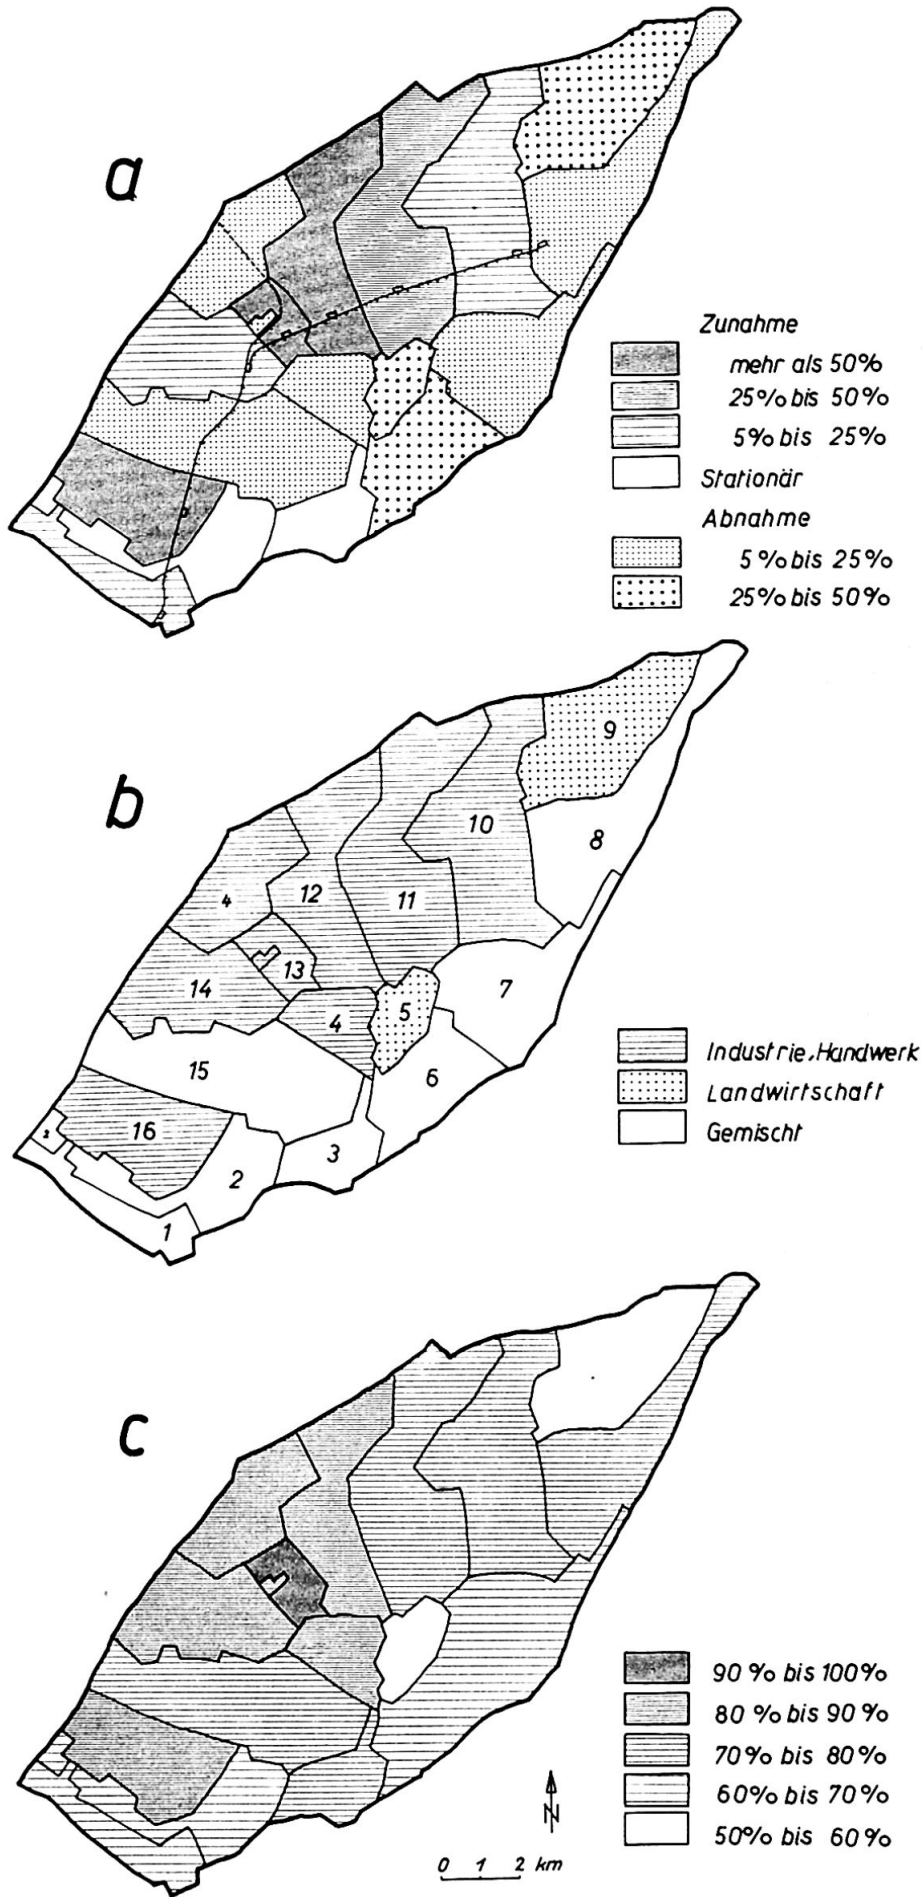 a
Zunahme
mehr als 50%
25% bis 50%
5% bis 25%
Stationär
Abnahme
5% bis 25%
25% bis 50%
b
9
10
8
4
12
11
13
7
14
4
5
6
15
16
3
2
2
1
Industrie, Handwerk
Landwirtschaft
Gemischt
c
90% bis 100%
80% bis 90%
70% bis 80%
60% bis 70%
50% bis 60%
N
0 1 2 km